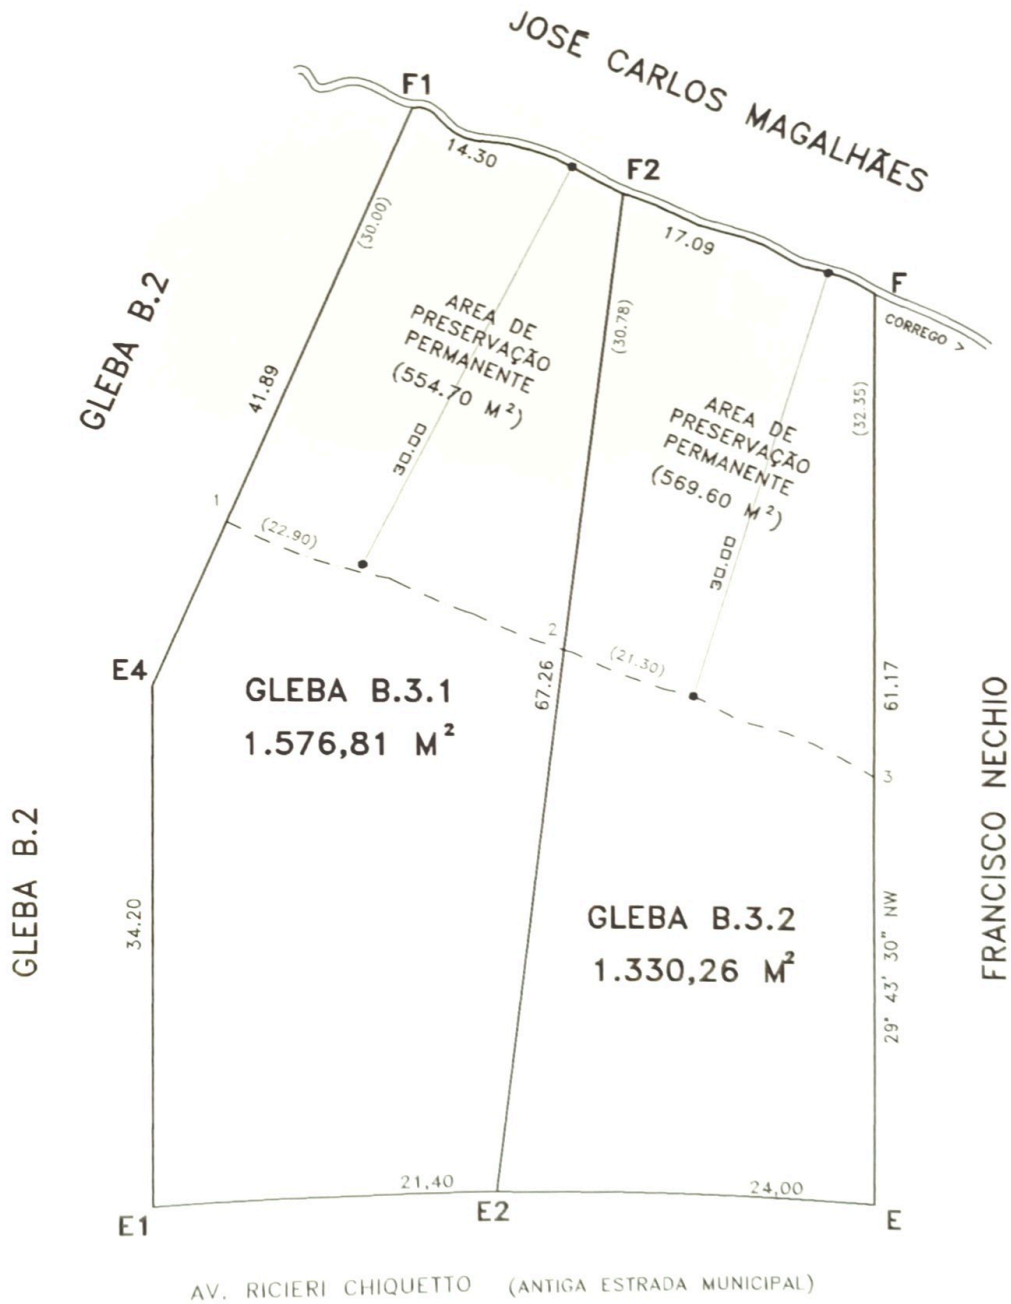 JOSÉ CARLOS MAGALHÃES
F1
14.30
F2
17.09
F
CORREGO >
(30.00)
(30.78)
(32.35)
GLEBA B.2
41.89
AREA DE
PRESERVAÇÃO
PERMANENTE
(554.70 M²)
30.00
AREA DE
PRESERVAÇÃO
PERMANENTE
(569.60 M²)
30.00
1
(22.90)
2
(21.30)
3
E4
GLEBA B.3.1
1.576,81 M²
67.26
61.17
FRANCISCO NECHIO
GLEBA B.2
34.20
GLEBA B.3.2
1.330,26 M²
29° 43' 30" NW
21,40
24,00
E1
E2
E
AV. RICIERI CHIQUETTO (ANTIGA ESTRADA MUNICIPAL)